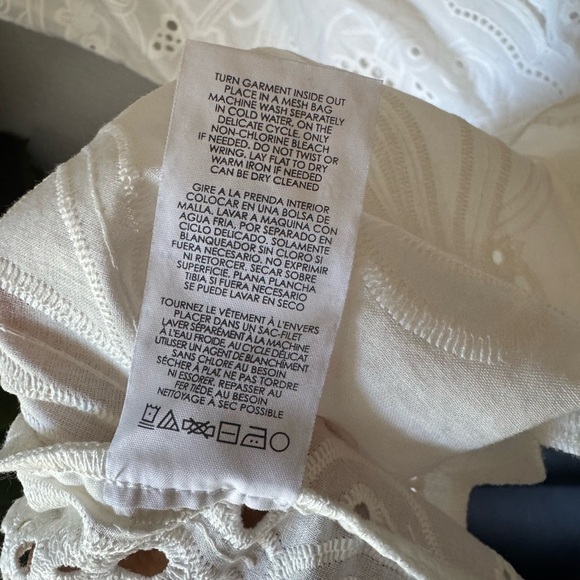 TURN GARMENT INSIDE OUT
PLACE IN A MESH BAG
MACHINE WASH SEPARATELY
IN COLD WATER, ON THE
DELICATE CYCLE. ONLY
NON-CHLORINE BLEACH
IF NEEDED. DO NOT TWIST OR
WRING. LAY FLAT TO DRY
WARM IRON IF NEEDED
CAN BE DRY CLEANED
GIRE A LA PRENDA INTERIOR
COLOCAR EN UNA BOLSA DE
MALLA, LAVAR A MAQUINA CON
AGUA FRIA, POR SEPARADO EN
CICLO DELICADO. SOLAMENTE
BLANQUEADOR SIN CLORO SI
FUERA NECESARIO. NO EXPRIMIR
NI RETORCER. SECAR SOBRE
SUPERFICIE, PLANA PLANCHA
TIBIA SI FUERA NECESARIO
SE PUEDE LAVAR EN SECO
TOURNEZ LE VÊTEMENT À L'ENVERS
PLACER DANS UN SAC-FILET
LAVER SÉPARÉMENT À LA MACHINE
À L'EAU FROIDE, AU CYCLE DÉLICAT
UTILISER UN AGENT DE BLANCHIMENT
SANS CHLORE AU BESOIN
SÉCHER À PLAT, NE PAS TORDRE
NI ESSORER, REPASSER AU
FER TIÈDE AU BESOIN
NETTOYAGE À SEC POSSIBLE